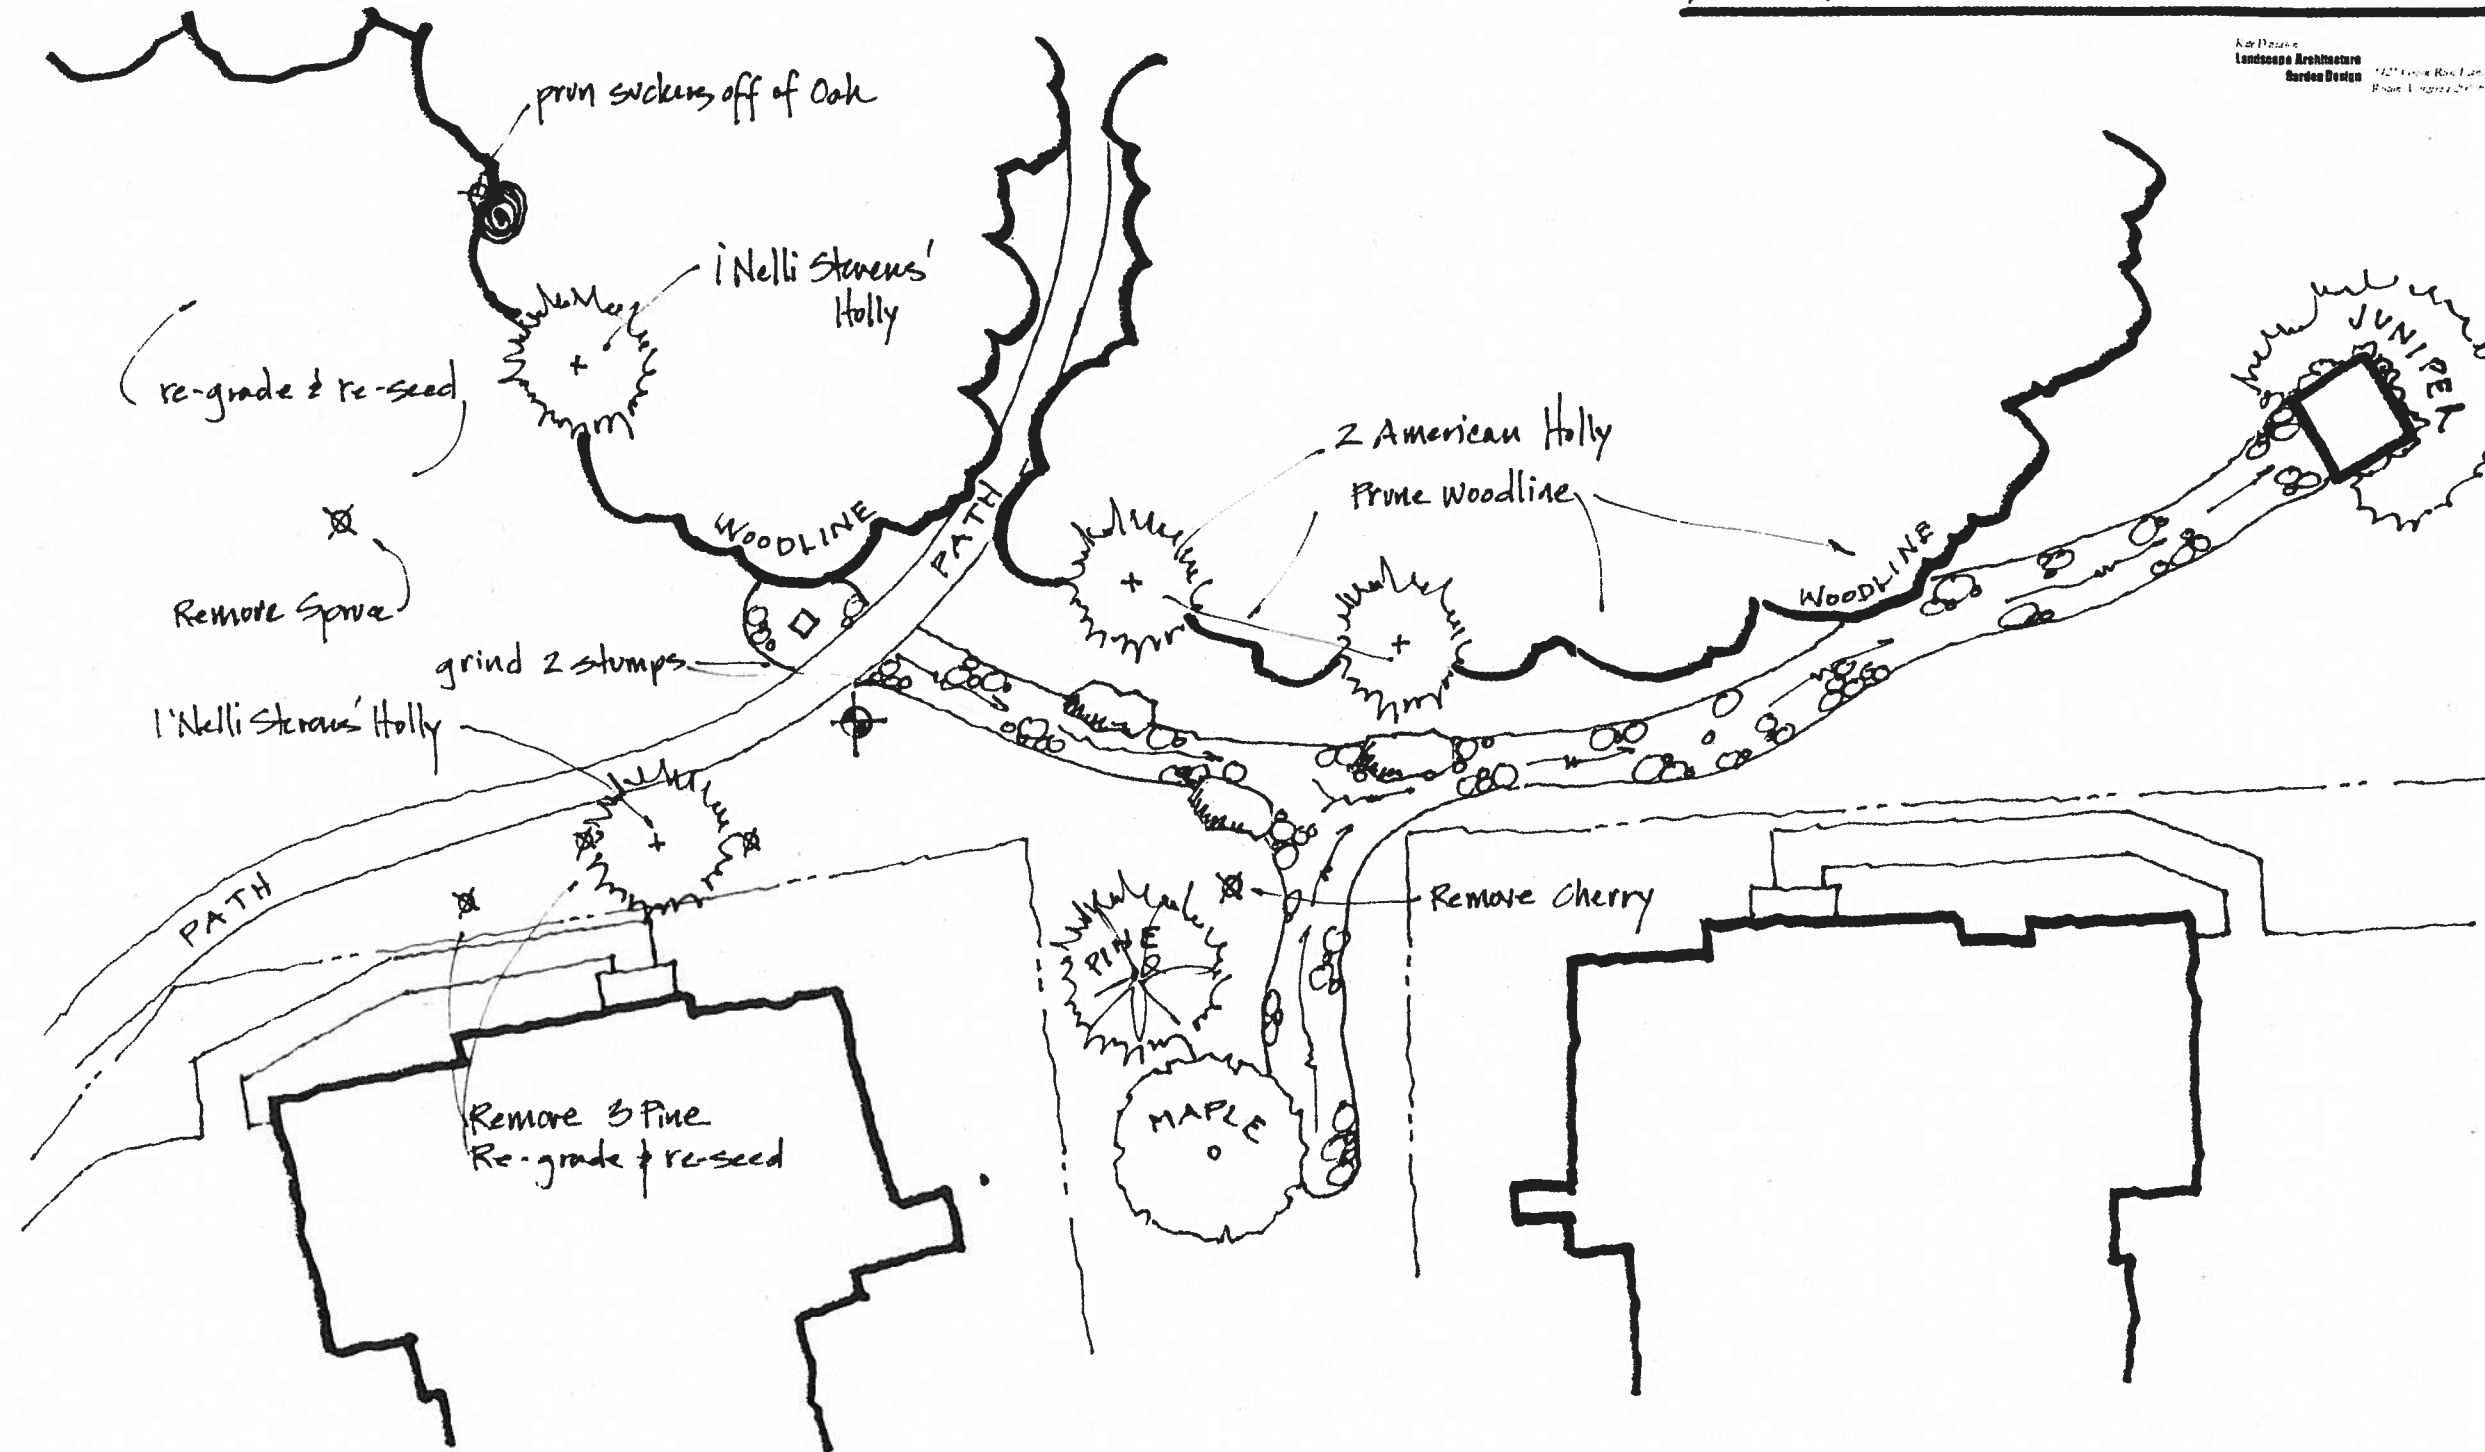 Landscape Architecture
Garden Design
prun suckers off of Oak
1 Nelli Stevens'
Holly
re-grade & re-seed
2 American Holly
Prune Woodline
JUNIPER
WOODLINE
PATH
WOODLINE
Remove Spruce
grind 2 stumps
1 'Nelli Stevens' Holly
PATH
Remove Cherry
PINE
MAPLE
Remove 3 Pine
Re-grade & re-seed